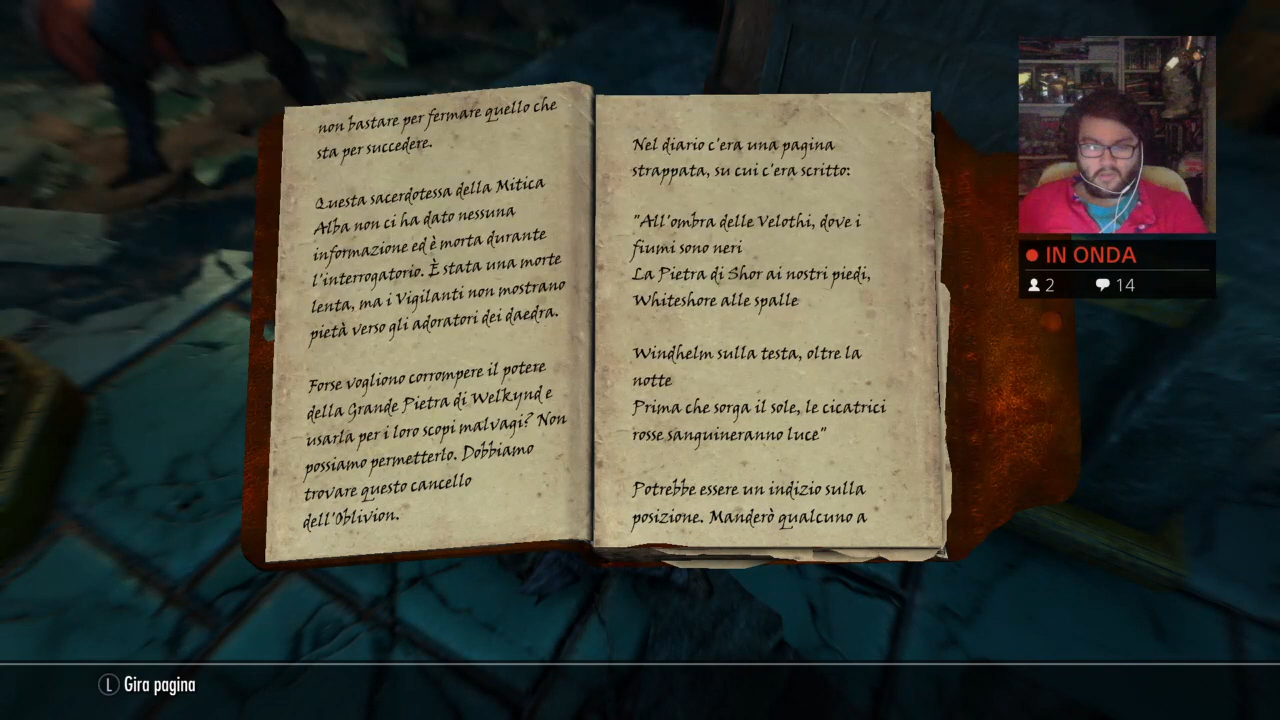 non bastare per fermare quello che
sta per succedere.
Questa sacerdotessa della Mitica
Alba non ci ha dato nessuna
informazione ed è morta durante
l'interrogatorio. È stata una morte
lenta, ma i Vigilanti non mostrano
pietà verso gli adoratori dei daedra.
Forse vogliono corrompere il potere
della Grande Pietra di Welkynd e
usarla per i loro scopi malvagi? Non
possiamo permetterlo. Dobbiamo
trovare questo cancello
dell'Oblivion.
Nel diario c'era una pagina
strappata, su cui c'era scritto:
"All'ombra delle Velothi, dove i
fiumi sono neri
La Pietra di Shor ai nostri piedi,
Whiteshore alle spalle
Windhelm sulla testa, oltre la
notte
Prima che sorga il sole, le cicatrici
rosse sanguineranno luce"
Potrebbe essere un indizio sulla
posizione. Manderò qualcuno a
IN ONDA
2 14
L Gira pagina